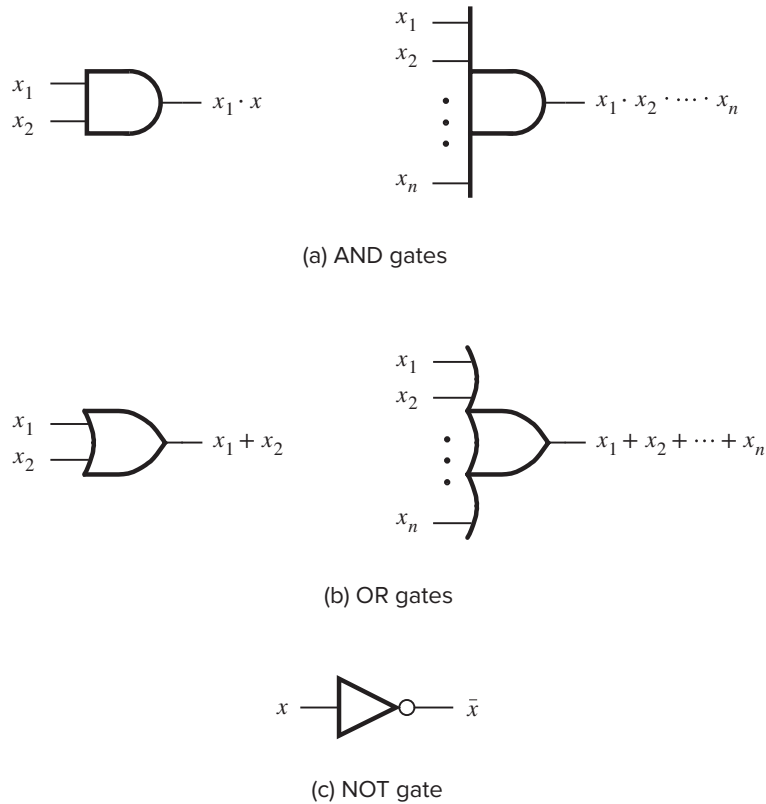 x₁
x₂
x₁ · x
x₁
x₂
xₙ
x₁ · x₂ · ⋯ · xₙ
(a) AND gates
x₁
x₂
x₁ + x₂
x₁
x₂
xₙ
x₁ + x₂ + ⋯ + xₙ
(b) OR gates
x
x̄
(c) NOT gate